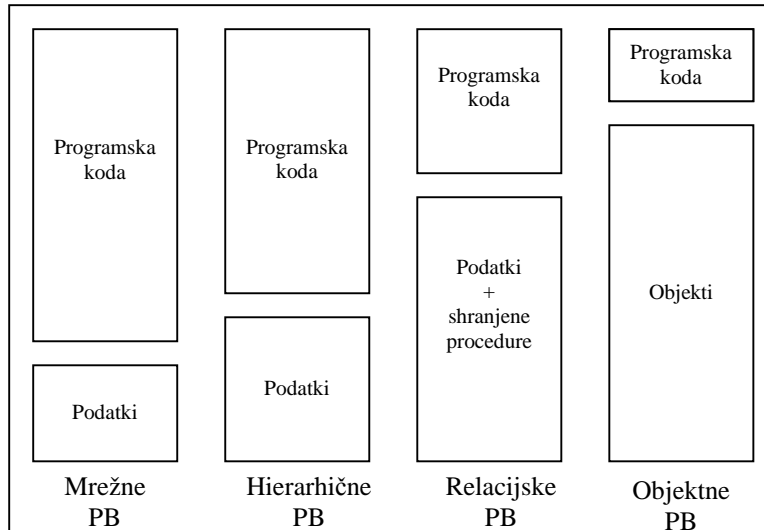 Programska
koda
Podatki
Mrežne
PB
Programska
koda
Podatki
Hierarhične
PB
Programska
koda
Podatki
+
shranjene
procedure
Relacijske
PB
Programska
koda
Objekti
Objektne
PB